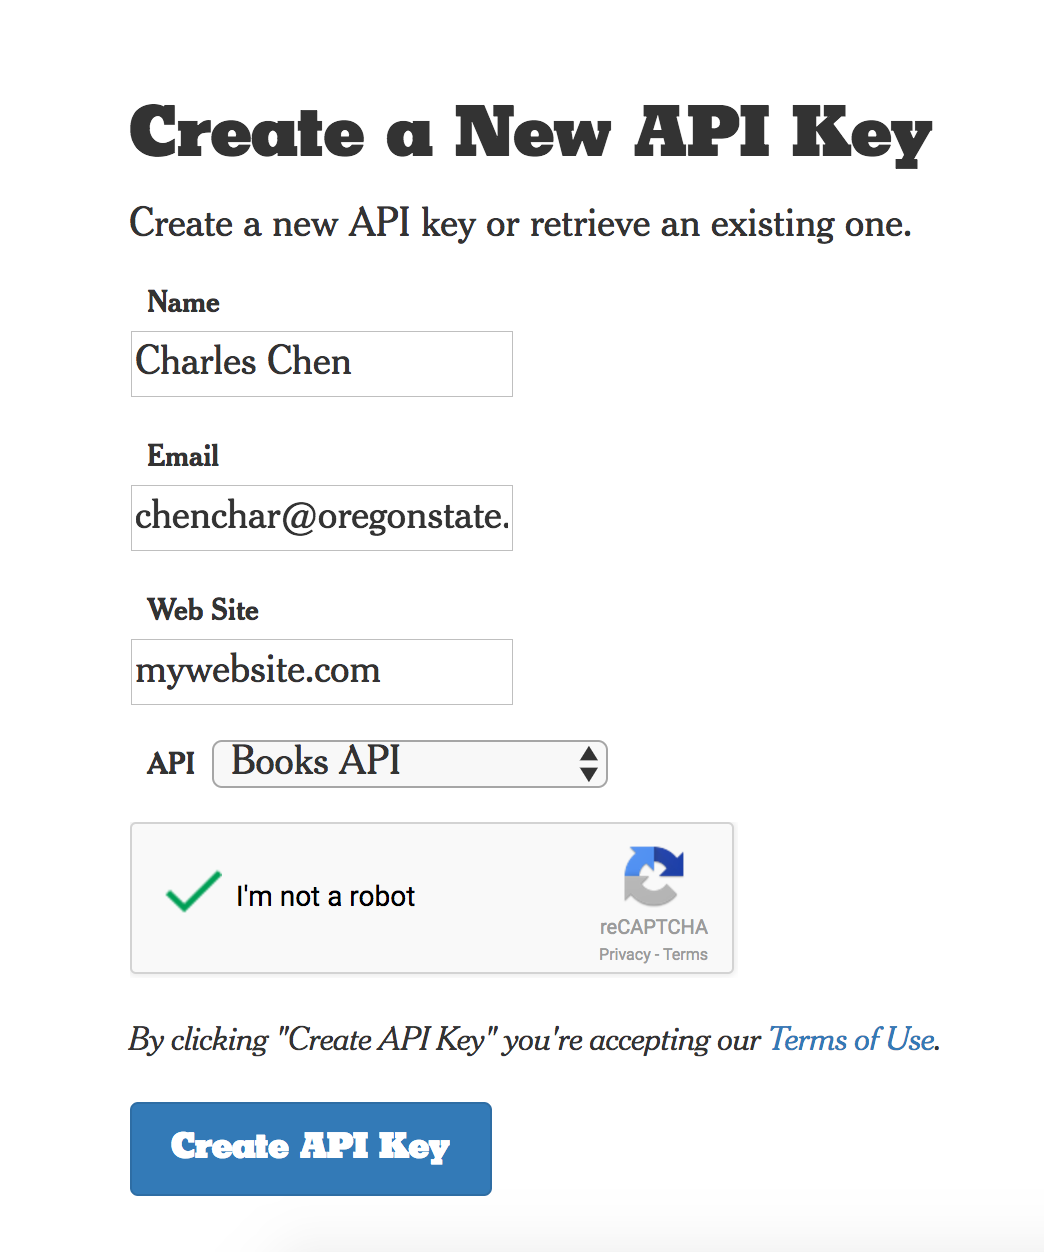 Create a New API Key
Create a new API key or retrieve an existing one.
Name
Charles Chen
Email
chenchar@oregonstate.
Web Site
mywebsite.com
API Books API
I'm not a robot
reCAPTCHA
Privacy - Terms
By clicking "Create API Key" you're accepting our Terms of Use.
Create API Key